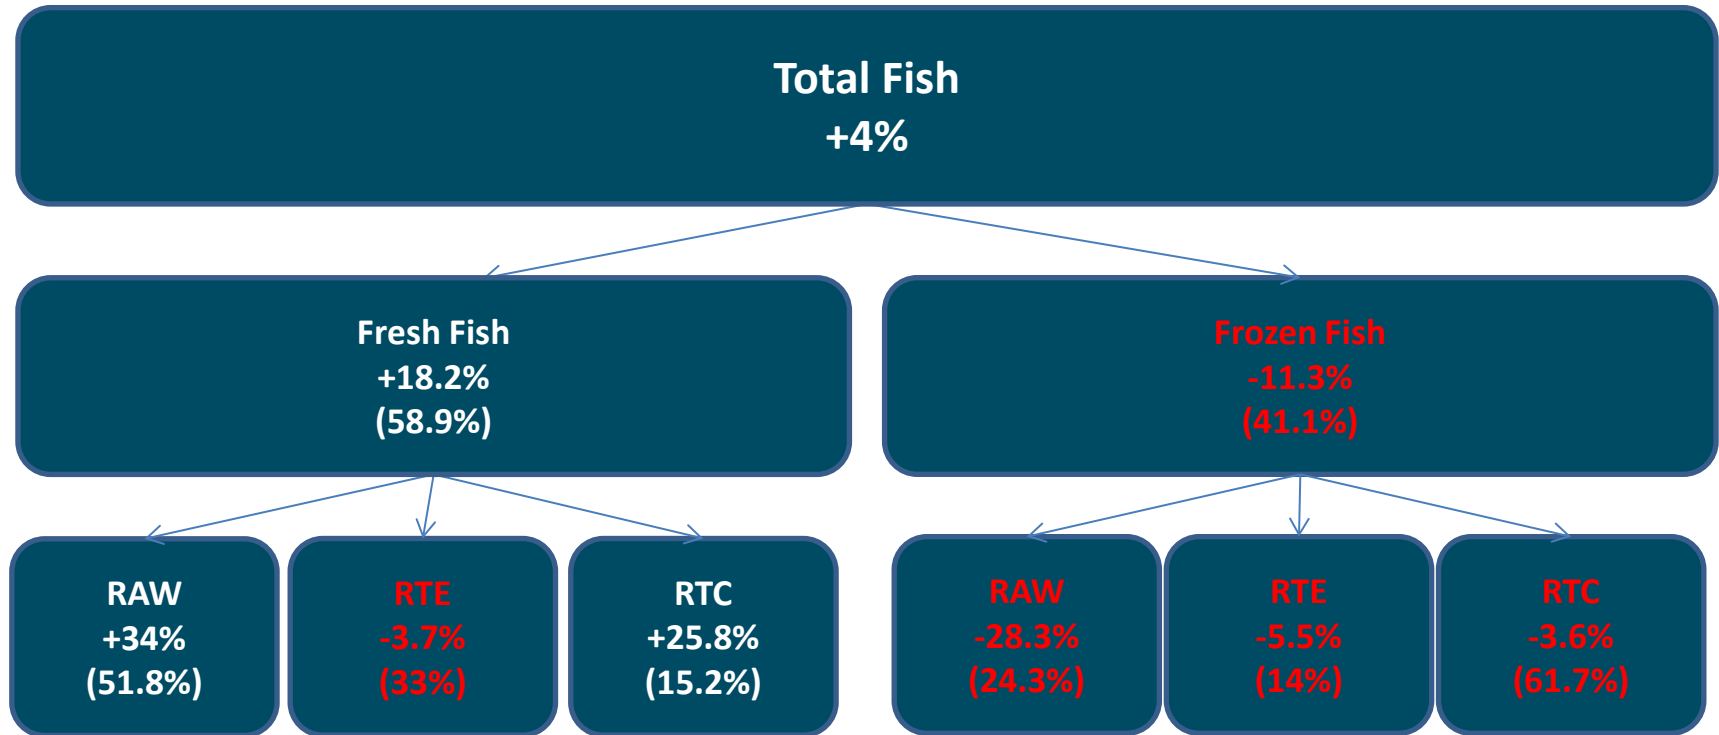 Total Fish
+4%
Fresh Fish
+18.2%
(58.9%)
Frozen Fish
-11.3%
(41.1%)
RAW
+34%
(51.8%)
RTE
-3.7%
(33%)
RTC
+25.8%
(15.2%)
RAW
-28.3%
(24.3%)
RTE
-5.5%
(14%)
RTC
-3.6%
(61.7%)